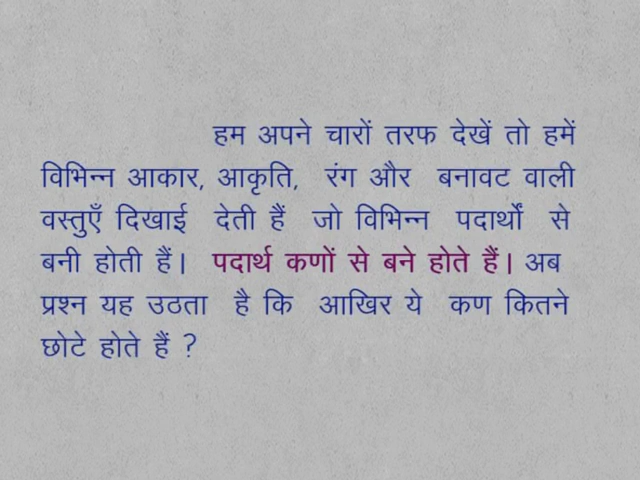 हम अपने चारों तरफ देखें तो हमें
विभिन्न आकार, आकृति, रंग और बनावट वाली
वस्तुएँ दिखाई देती हैं जो विभिन्न पदार्थों से
बनी होती हैं। पदार्थ कणों से बने होते हैं। अब
प्रश्न यह उठता है कि आखिर ये कण कितने
छोटे होते हैं ?